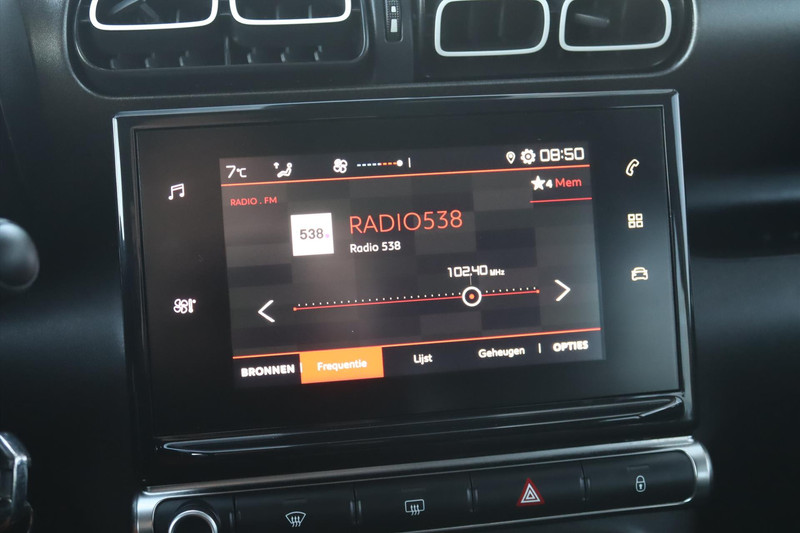 7°C
08:50
4 Mem
RADIO . FM
538
RADIO538
Radio 538
102.40 MHz
BRONNEN | Frequentie Lijst Geheugen | OPTIES